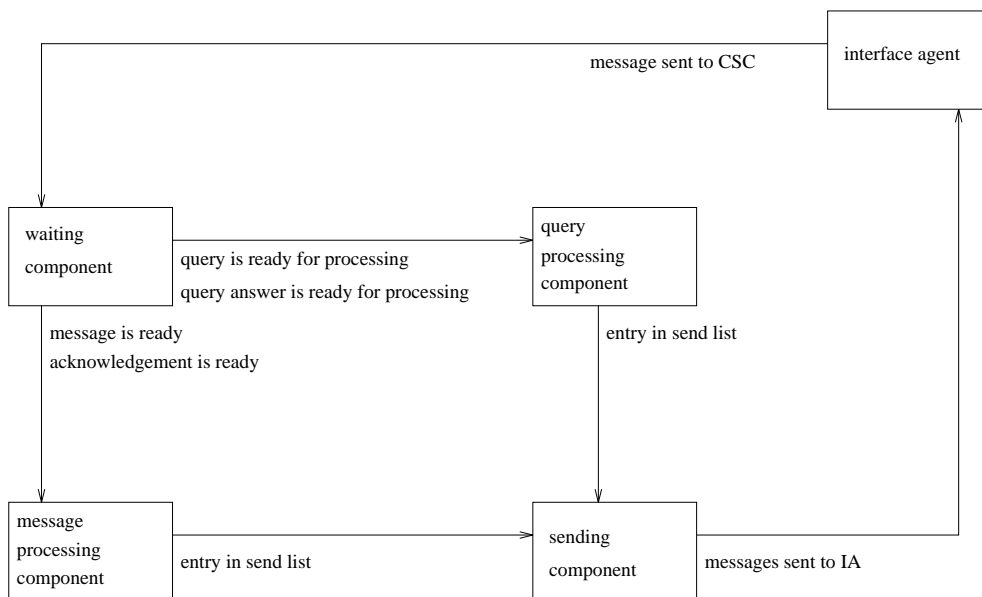 interface agent
message sent to CSC
waiting
component
query is ready for processing
query answer is ready for processing
query
processing
component
message is ready
acknowledgement is ready
entry in send list
message
processing
component
entry in send list
sending
component
messages sent to IA